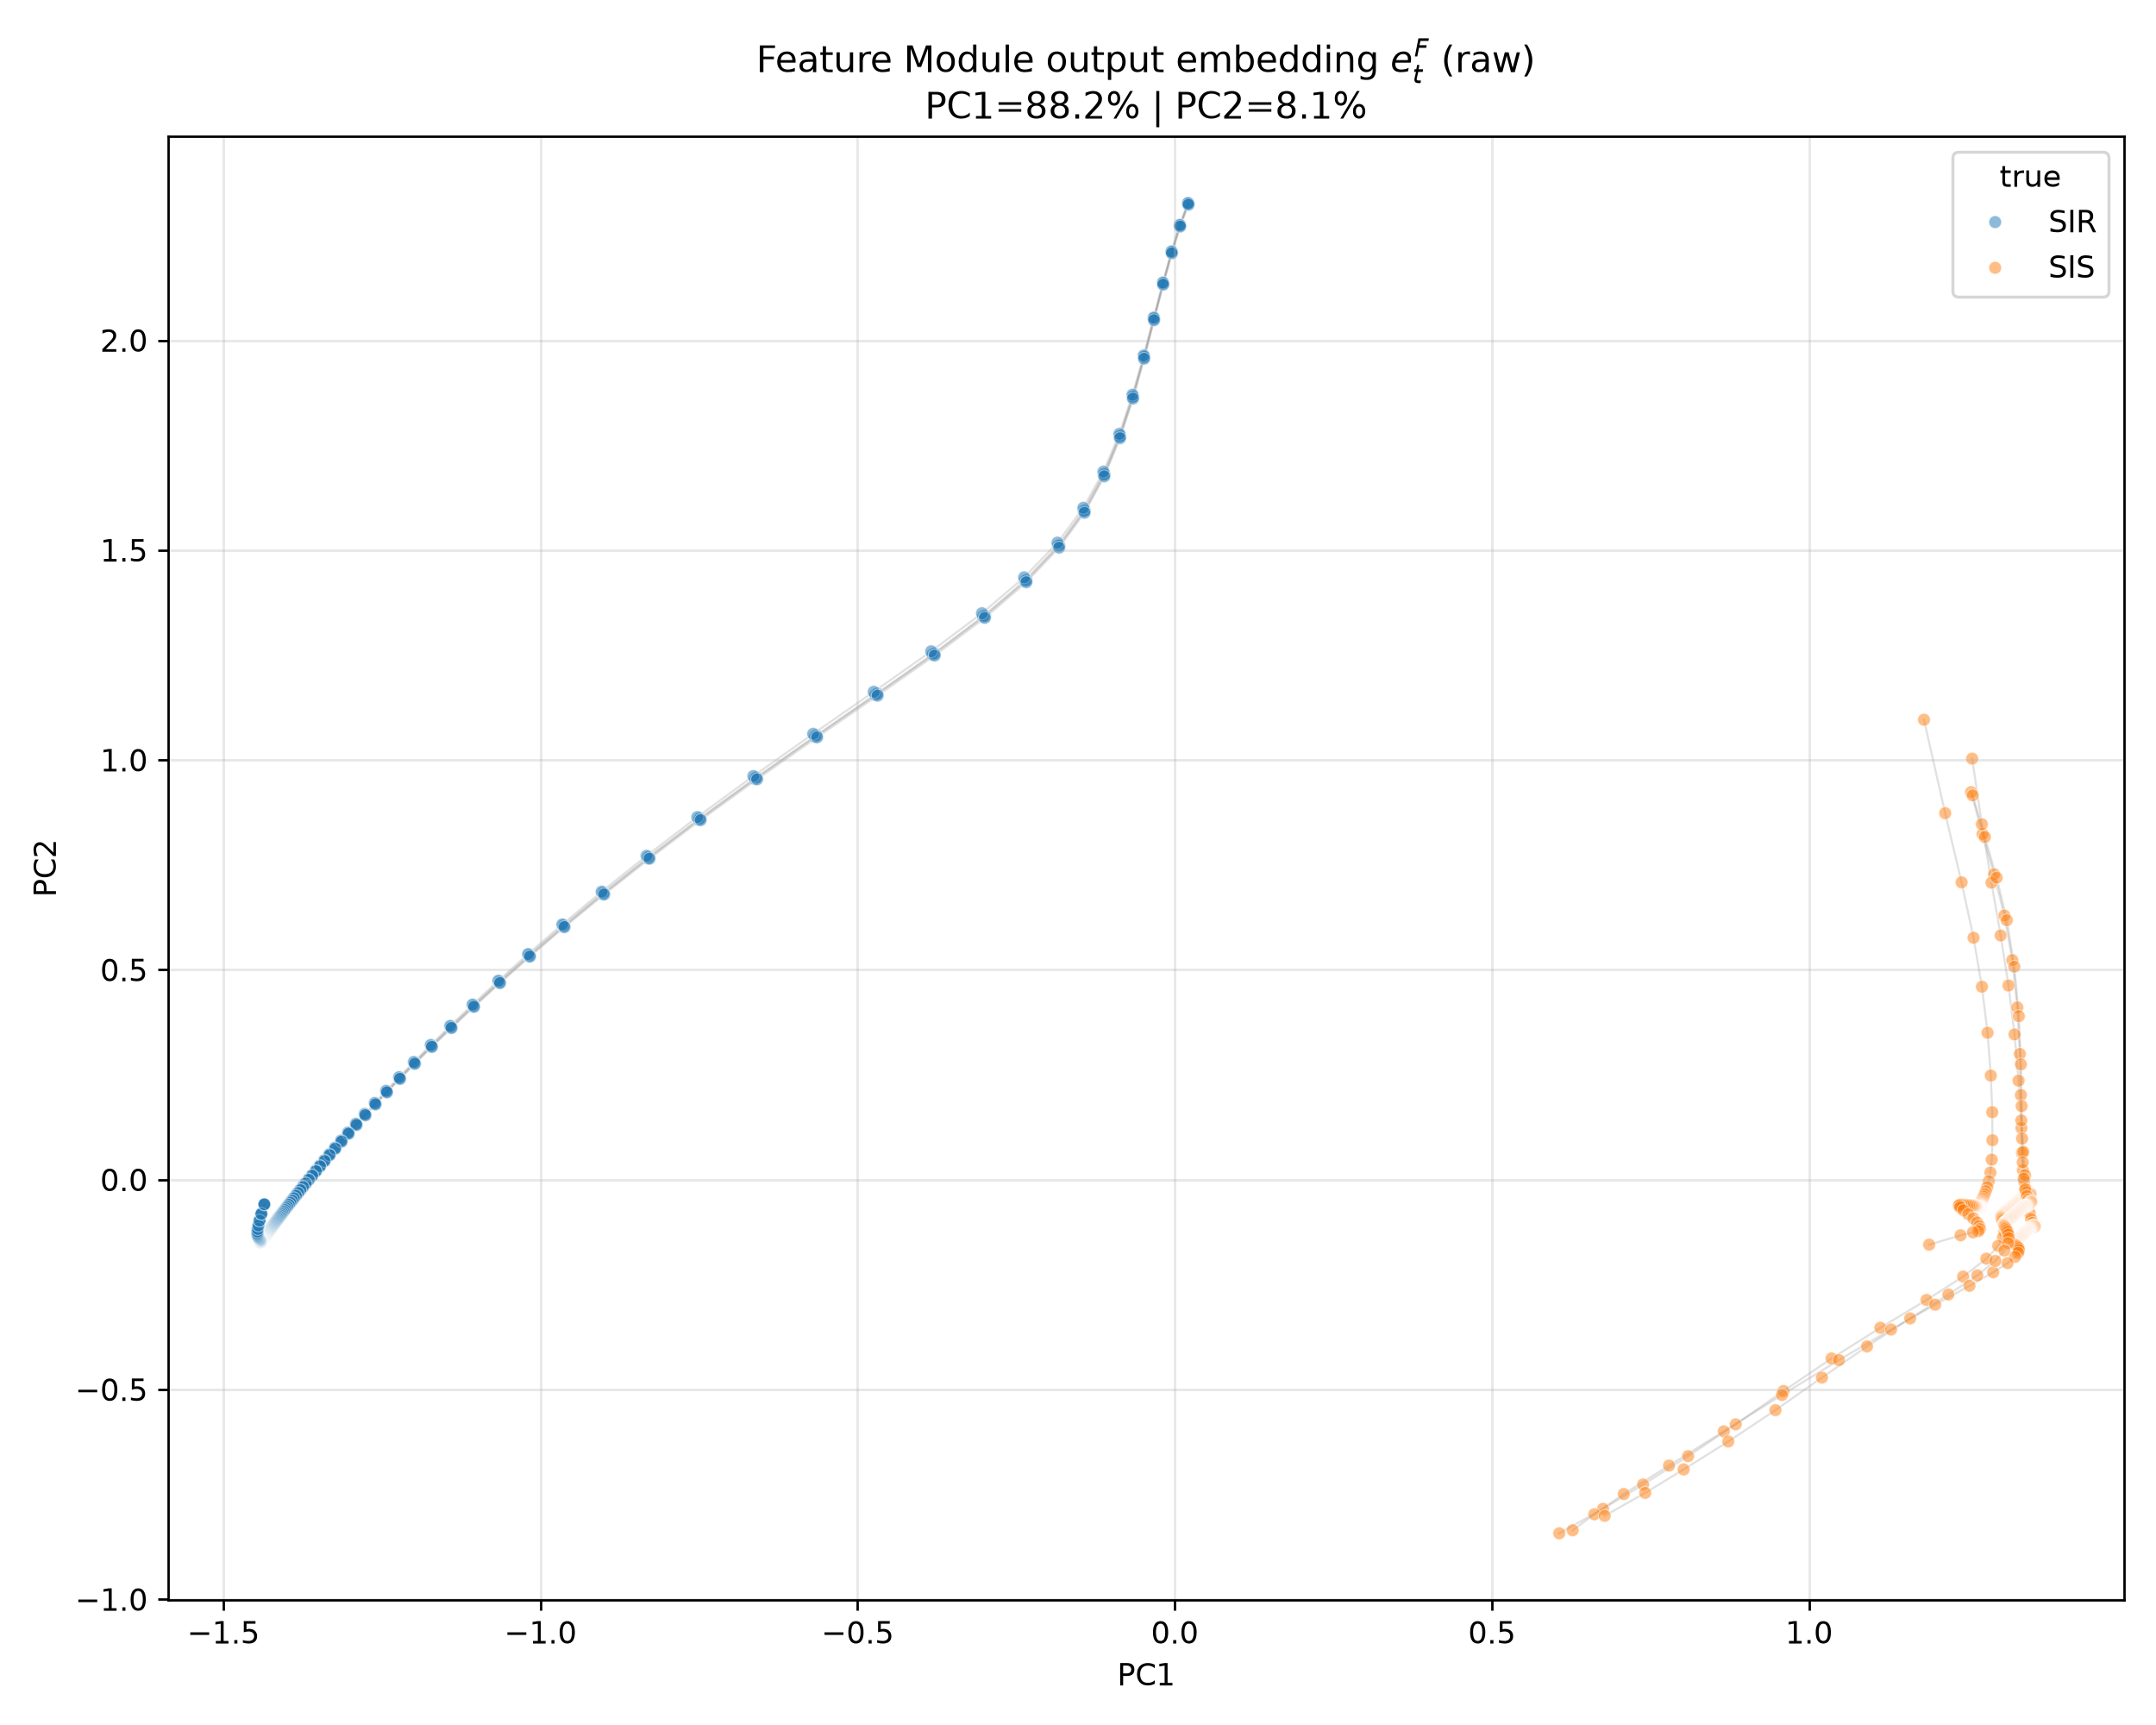 Feature Module output embedding $e_t^F$ (raw)
PC1=88.2% | PC2=8.1%
true
SIR
SIS
PC2
2.0
1.5
1.0
0.5
0.0
−0.5
−1.0
−1.5
−1.0
−0.5
0.0
0.5
1.0
PC1